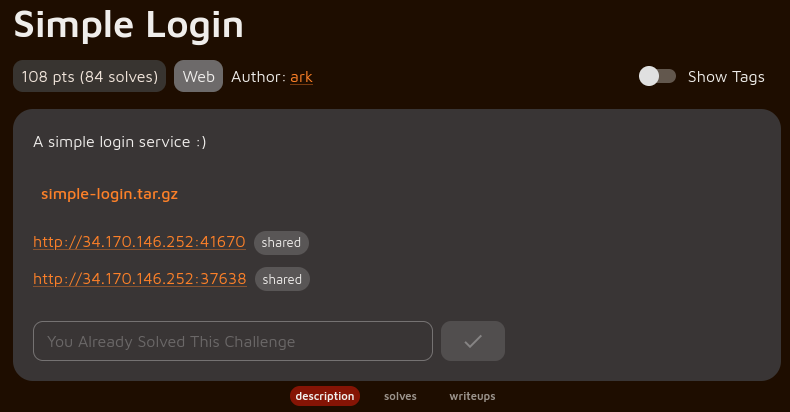 Simple Login
108 pts (84 solves) Web Author: ark Show Tags
A simple login service :)
simple-login.tar.gz
http://34.170.146.252:41670 shared
http://34.170.146.252:37638 shared
You Already Solved This Challenge
description solves writeups